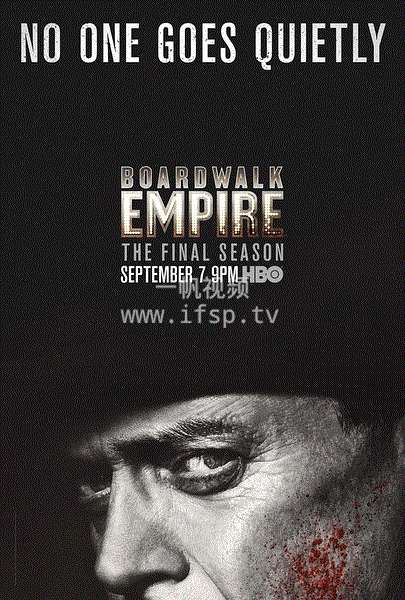 NO ONE GOES QUIETLY
BOARDWALK
EMPIRE
THE FINAL SEASON
SEPTEMBER 7 9PM HBO
一帆视频
www.ifsp.tv